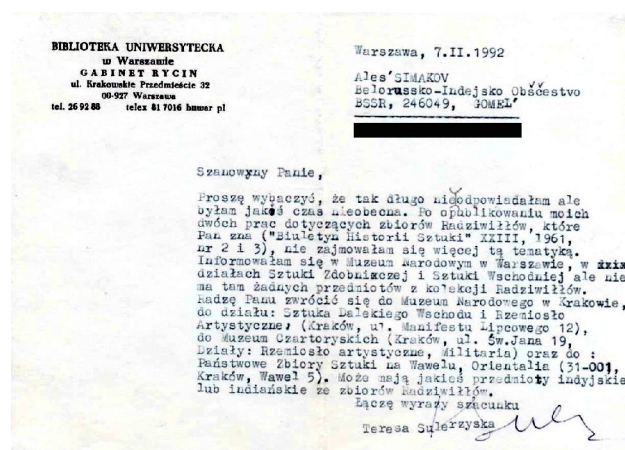 BIBLIOTEKA UNIWERSYTECKA
w Warszawie
GABINET RYCIN
ul. Krakowskie Przedmieście 32
00-927 Warszawa
tel. 26 92 88 telex 81 7016 buwar pl
Warszawa, 7.II.1992
Ales' SIMAKOV
Belorussko-Indejsko Obščestvo
BSSR, 246049, GOMEL'
Szanowyny Panie,
Proszę wybaczyć, że tak długo nieodpowiadałam ale
byłam jakoś czas nieobecna. Po opublikowaniu moich
dwóch prac dotyczących zbiorów Radziwiłłów, które
Pan zna ("Biuletyn Historii Sztuki" XXIII, 1961,
nr 2 i 3), nie zajmowałam się więcej tą tematyką.
Informowałam się w Muzeum Narodowym w Warszawie, w
działach Sztuki Zdobniczej i Sztuki Wschodniej ale nie
ma tam żadnych przedmiotów z kolekcji Radziwiłłów.
Radzę Panu zwrócić się do Muzeum Narodowego w Krakowie,
do działu: Sztuka Dalekiego Wschodu i Rzemiosło
Artystyczne, (Kraków, ul. Manifestu Lipcowego 12),
do Muzeum Czartoryskich (Kraków, ul. Św.Jana 19,
Działy: Rzemiosło artystyczne, Militaria) oraz do :
Państwowe Zbiory Sztuki na Wawelu, Orientalia (31-001,
Kraków, Wawel 5). Może mają jakieś przedmioty indyjskie
lub indiańskie ze zbiorów Radziwiłłów.
Łączę wyrazy szacunku
Teresa Sulerzyska